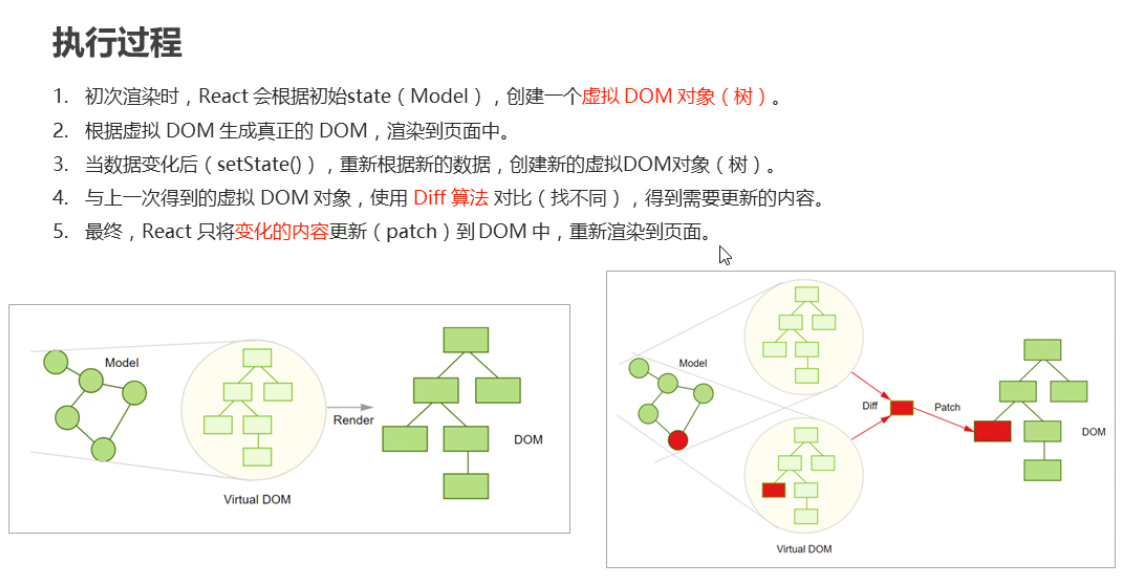 执行过程
1. 初次渲染时，React 会根据初始state（Model），创建一个虚拟 DOM 对象（树）。
2. 根据虚拟 DOM 生成真正的 DOM，渲染到页面中。
3. 当数据变化后（setState()），重新根据新的数据，创建新的虚拟DOM对象（树）。
4. 与上一次得到的虚拟 DOM 对象，使用 Diff 算法 对比（找不同），得到需要更新的内容。
5. 最终，React 只将变化的内容更新（patch）到 DOM 中，重新渲染到页面。
Model
Render
DOM
Virtual DOM
Model
Diff
Patch
DOM
Virtual DOM